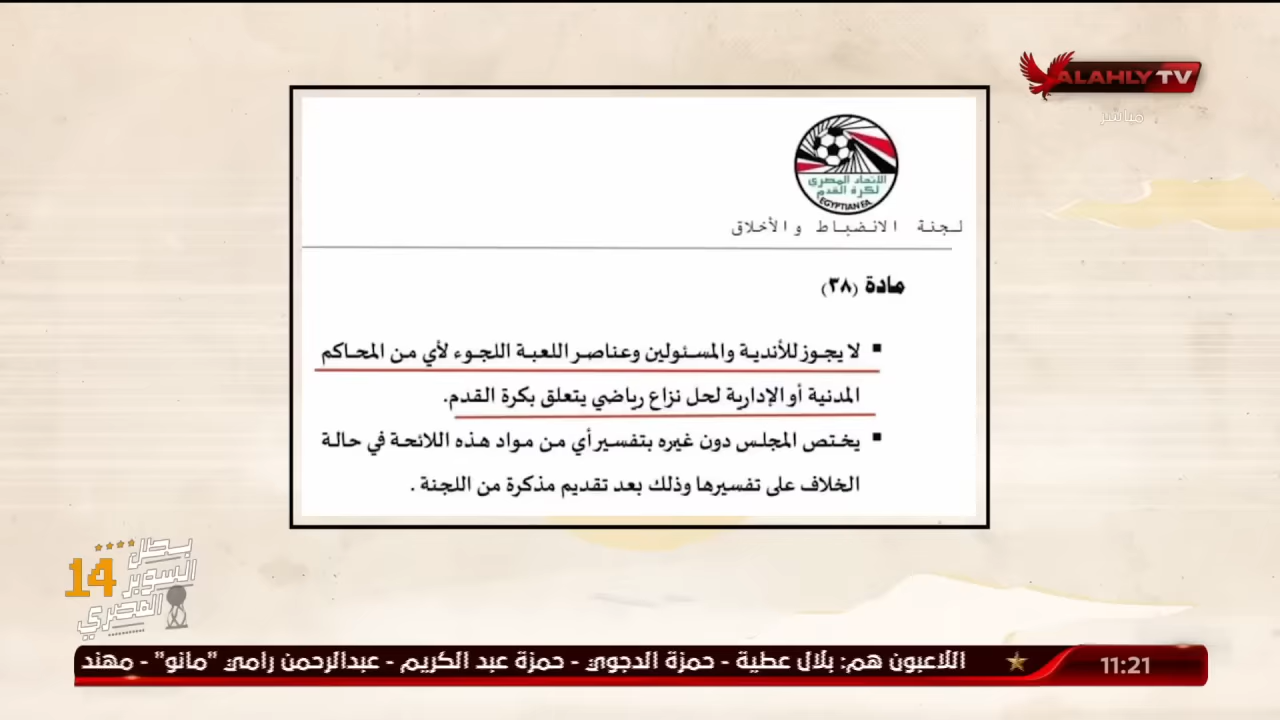 ALAHLY TV
مباشر
الاتحاد المصرى
لكرة القدم
EGYPTIAN F.A.
لجنة الانضباط والأخلاق
مادة (٣٨)
▪ لا يجوز للأندية والمسئولين وعناصر اللعبة اللجوء لأي من المحاكم
المدنية أو الإدارية لحل نزاع رياضي يتعلق بكرة القدم.
▪ يختص المجلس دون غيره بتفسير أي من مواد هذه اللائحة في حالة
الخلاف على تفسيرها وذلك بعد تقديم مذكرة من اللجنة .
بطل
السوبر 14
المصري
اللاعبون هم: بلال عطية - حمزة الدجوي - حمزة عبد الكريم - عبدالرحمن رامي "مانو" - مهند
11:21